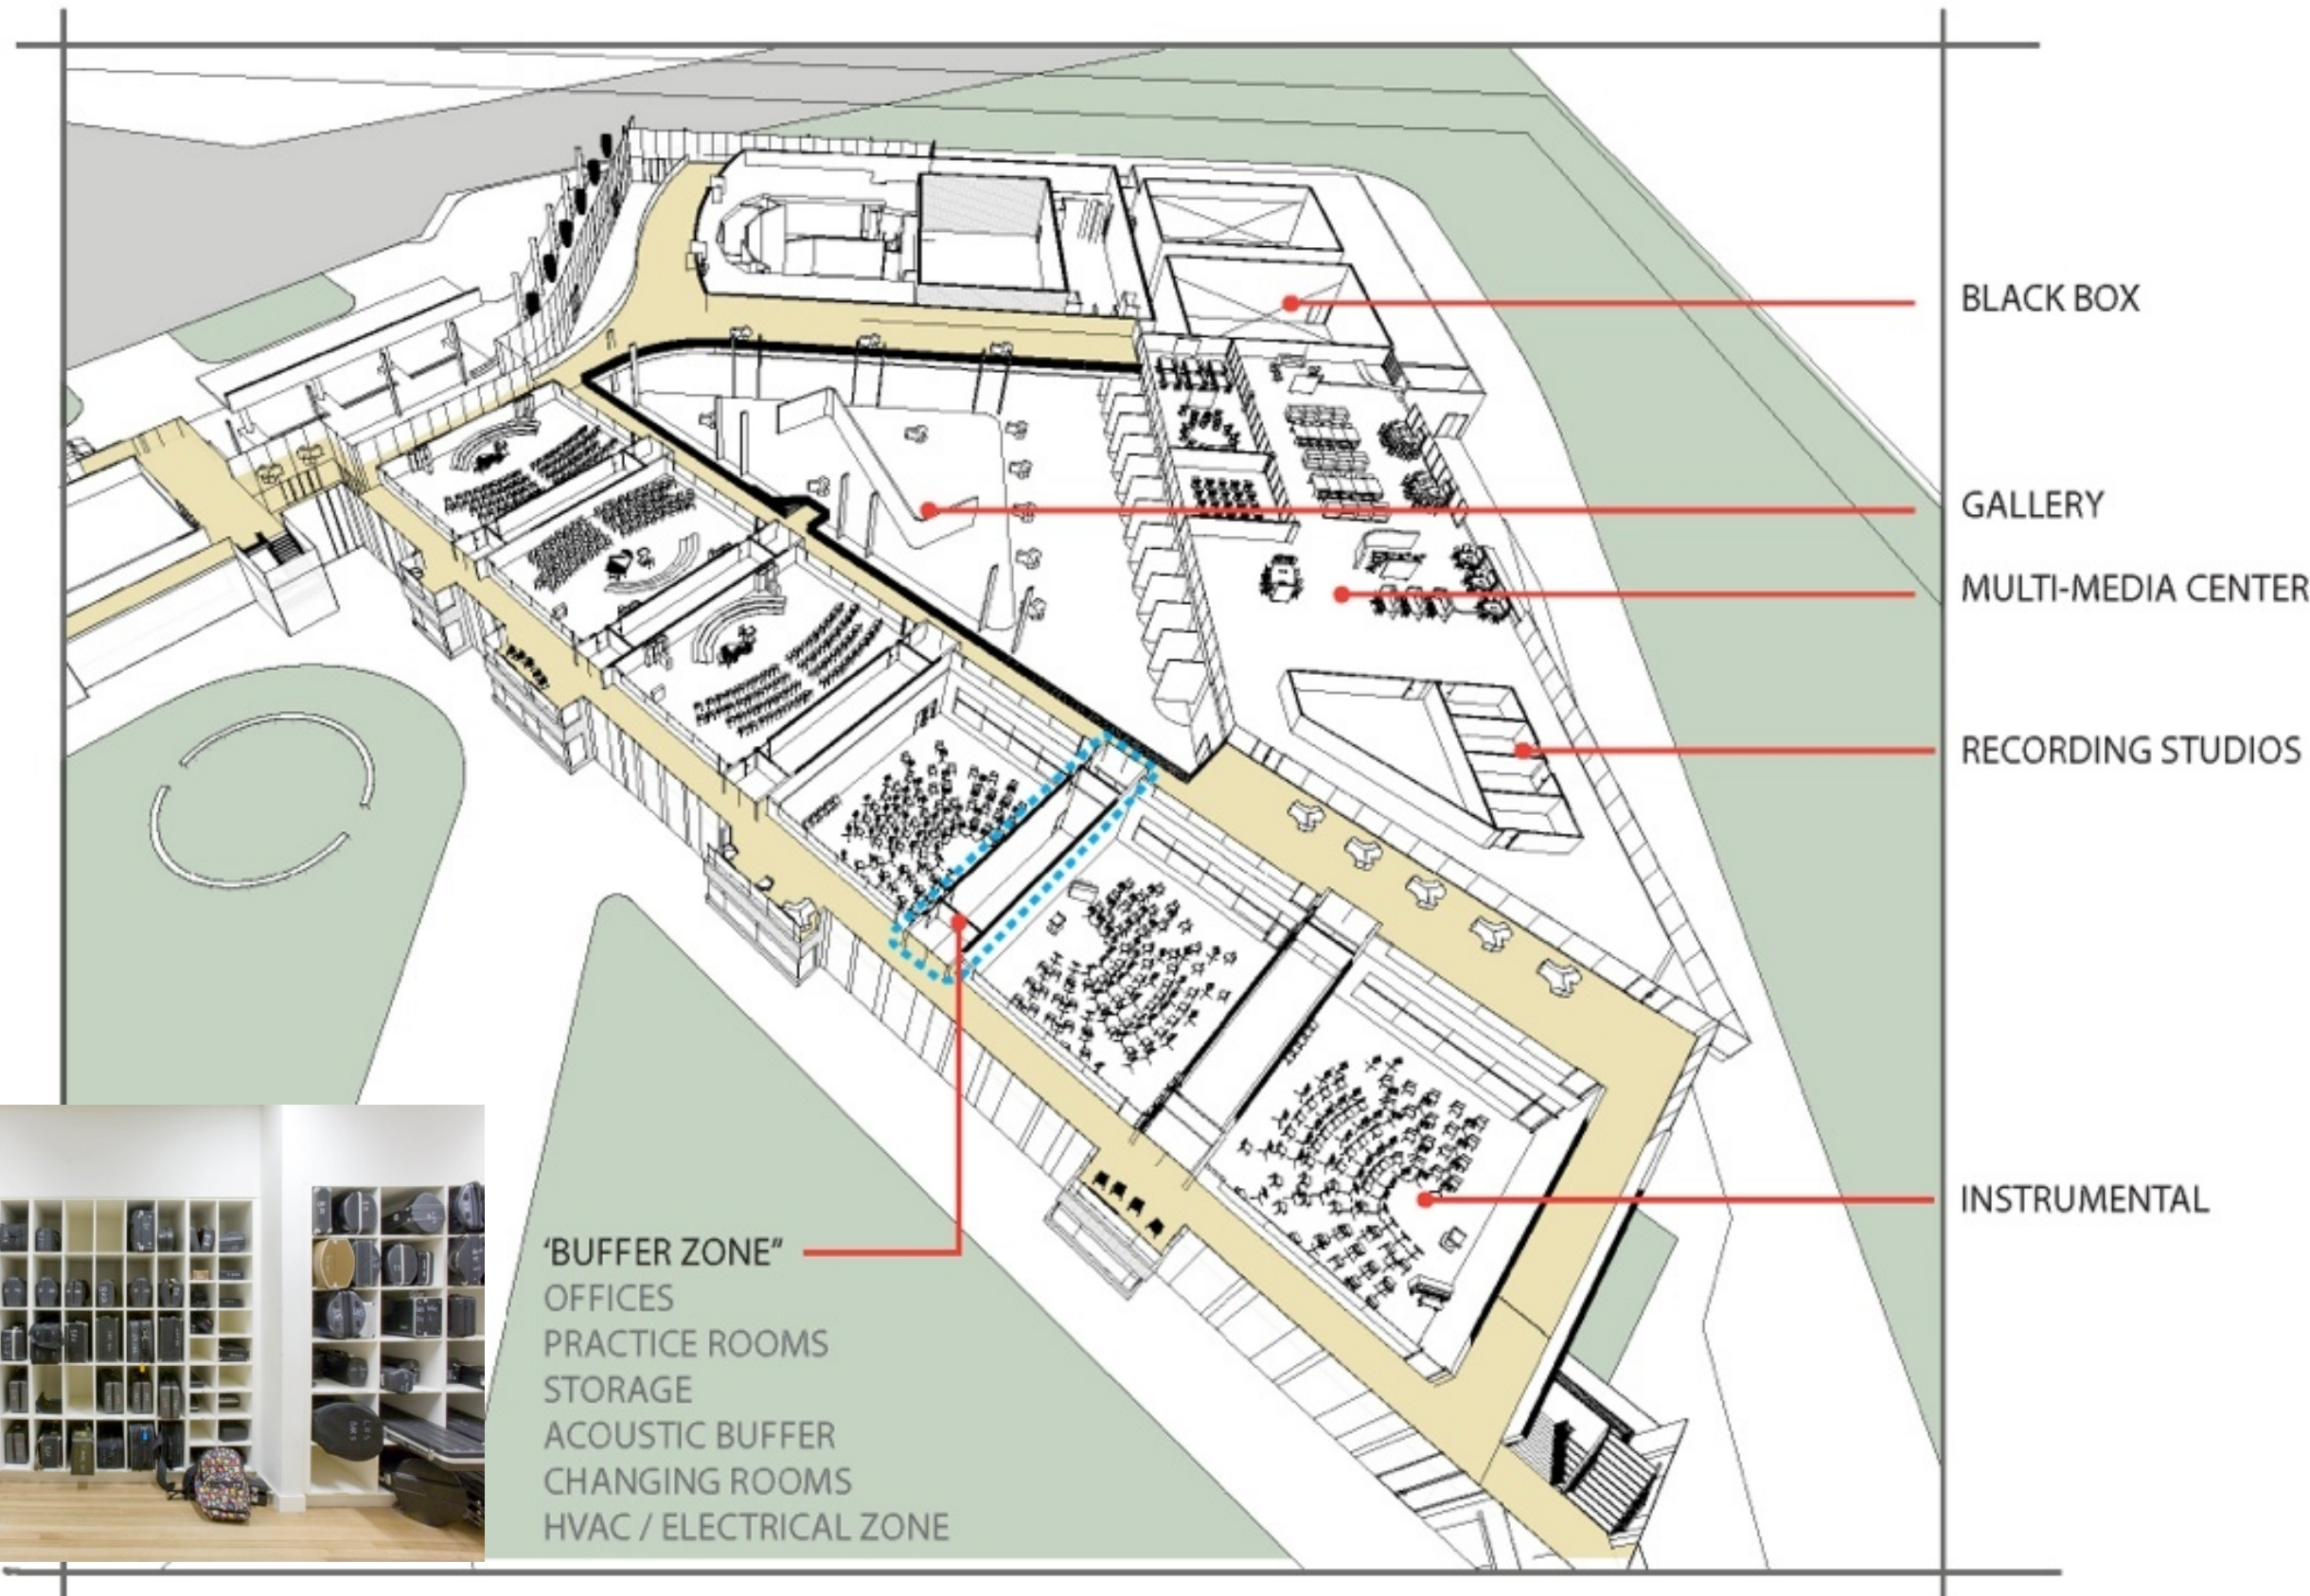 BLACK BOX
GALLERY
MULTI-MEDIA CENTER
RECORDING STUDIOS
INSTRUMENTAL
‘BUFFER ZONE”
OFFICES
PRACTICE ROOMS
STORAGE
ACOUSTIC BUFFER
CHANGING ROOMS
HVAC / ELECTRICAL ZONE